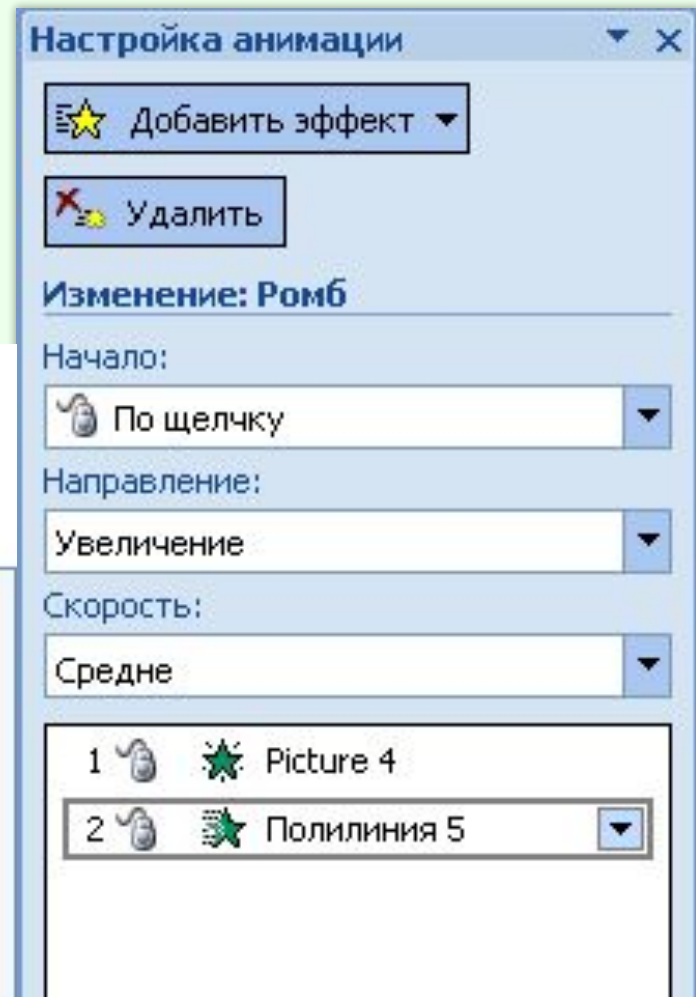 Настройка анимации
Добавить эффект
Удалить
Изменение: Ромб
Начало:
По щелчку
Направление:
Увеличение
Скорость:
Средне
1 Picture 4
2 Полилиния 5